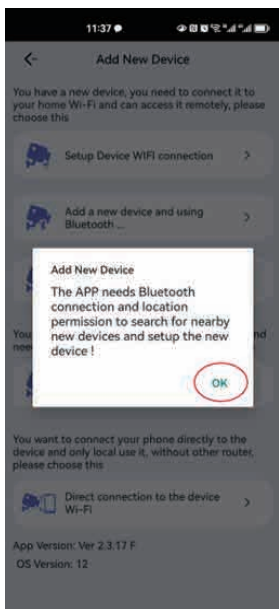 11:37
Add New Device
You have a new device, you need to connect it to
your home Wi-Fi and can access it remotely, please
choose this
Setup Device WIFI connection
Add a new device and using
Bluetooth ...
Add New Device
The APP needs Bluetooth
connection and location
permission to search for nearby
new devices and setup the new
device !
OK
You
You want to connect your phone directly to the
device and only local use it, without other router,
please choose this
Direct connection to the device
Wi-Fi
App Version: Ver 2.3.17 F
OS Version: 12